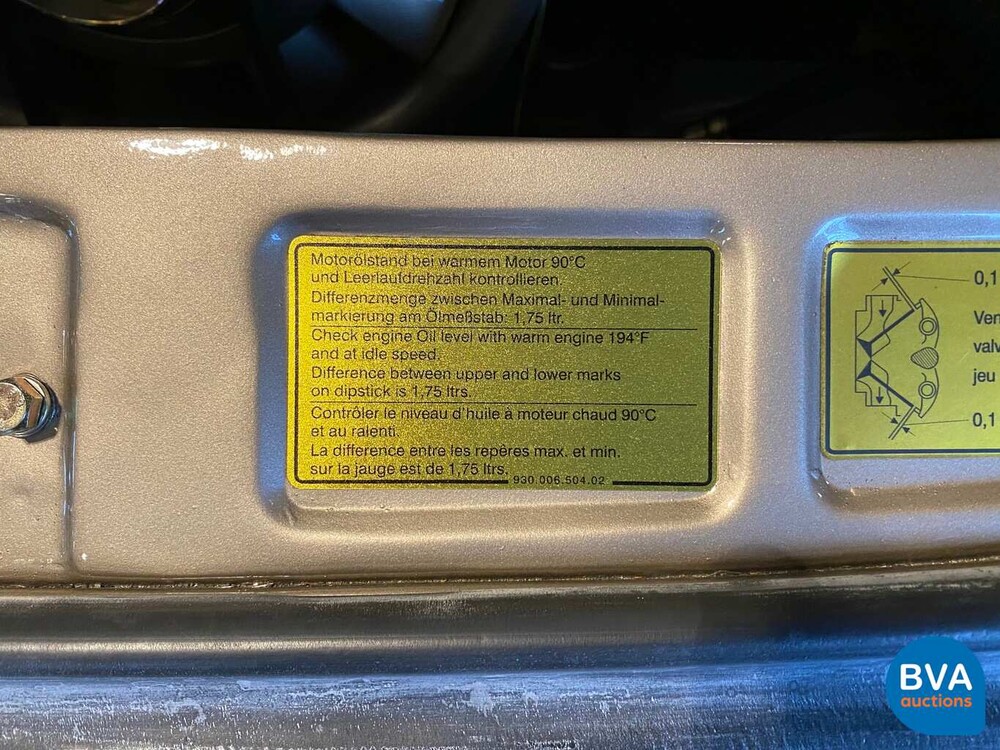 Motorölstand bei warmem Motor 90°C
und Leerlaufdrehzahl kontrollieren.
Differenzmenge zwischen Maximal- und Minimal-
markierung am Ölmeßstab: 1,75 ltr.
Check engine Oil level with warm engine 194°F
and at idle speed.
Difference between upper and lower marks
on dipstick is 1,75 ltrs.
Contrôler le niveau d'huile à moteur chaud 90°C
et au ralenti.
La difference entre les repères max. et min.
sur la jauge est de 1,75 ltrs.
930.006.504.02
0,1
Ven
valv
jeu
0,1
BVA
auctions